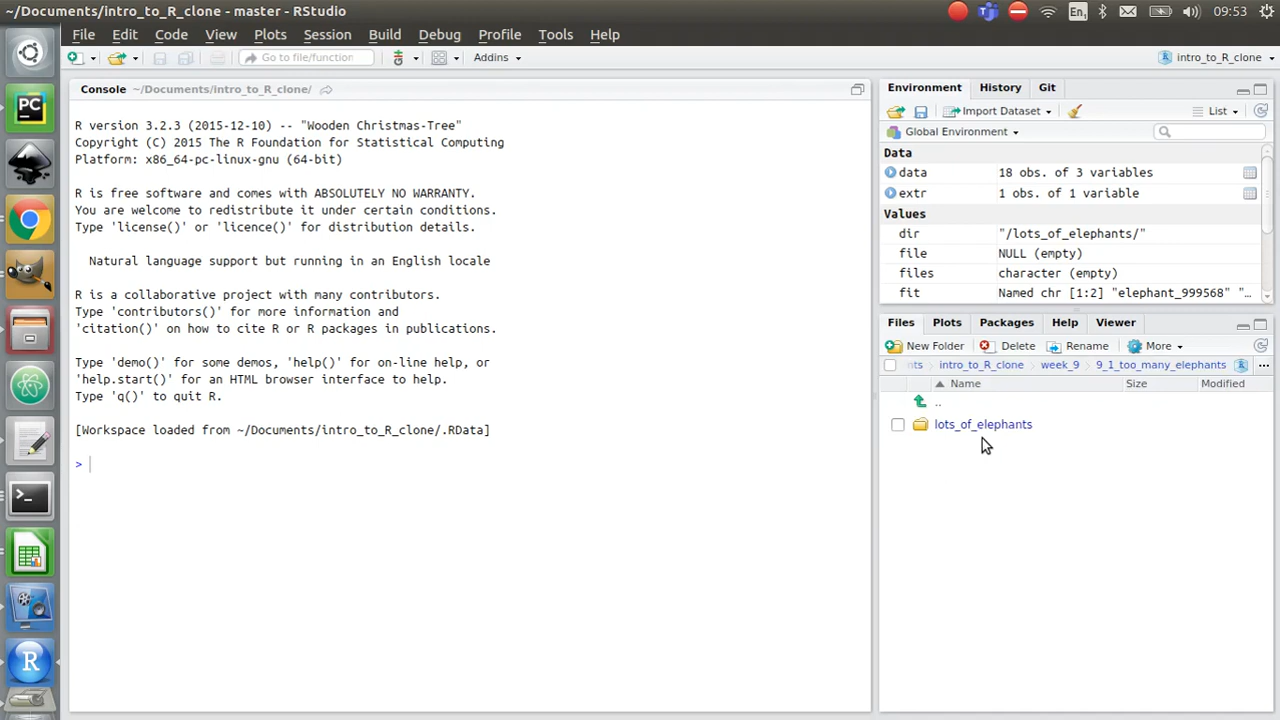 ~/Documents/intro_to_R_clone - master - RStudio
En
09:53
File Edit Code View Plots Session Build Debug Profile Tools Help
Go to file/function
Addins
intro_to_R_clone
Console ~/Documents/intro_to_R_clone/
R version 3.2.3 (2015-12-10) -- "Wooden Christmas-Tree"
Copyright (C) 2015 The R Foundation for Statistical Computing
Platform: x86_64-pc-linux-gnu (64-bit)
R is free software and comes with ABSOLUTELY NO WARRANTY.
You are welcome to redistribute it under certain conditions.
Type 'license()' or 'licence()' for distribution details.
Natural language support but running in an English locale
R is a collaborative project with many contributors.
Type 'contributors()' for more information and
'citation()' on how to cite R or R packages in publications.
Type 'demo()' for some demos, 'help()' for on-line help, or
'help.start()' for an HTML browser interface to help.
Type 'q()' to quit R.
[Workspace loaded from ~/Documents/intro_to_R_clone/.RData]
>
Environment History Git
Import Dataset List
Global Environment
Data
data 18 obs. of 3 variables
extr 1 obs. of 1 variable
Values
dir "/lots_of_elephants/"
file NULL (empty)
files character (empty)
fit Named chr [1:2] "elephant_999568" "…
Files Plots Packages Help Viewer
New Folder Delete Rename More
nts intro_to_R_clone week_9 9_1_too_many_elephants ...
Name Size Modified
..
lots_of_elephants
PC
R